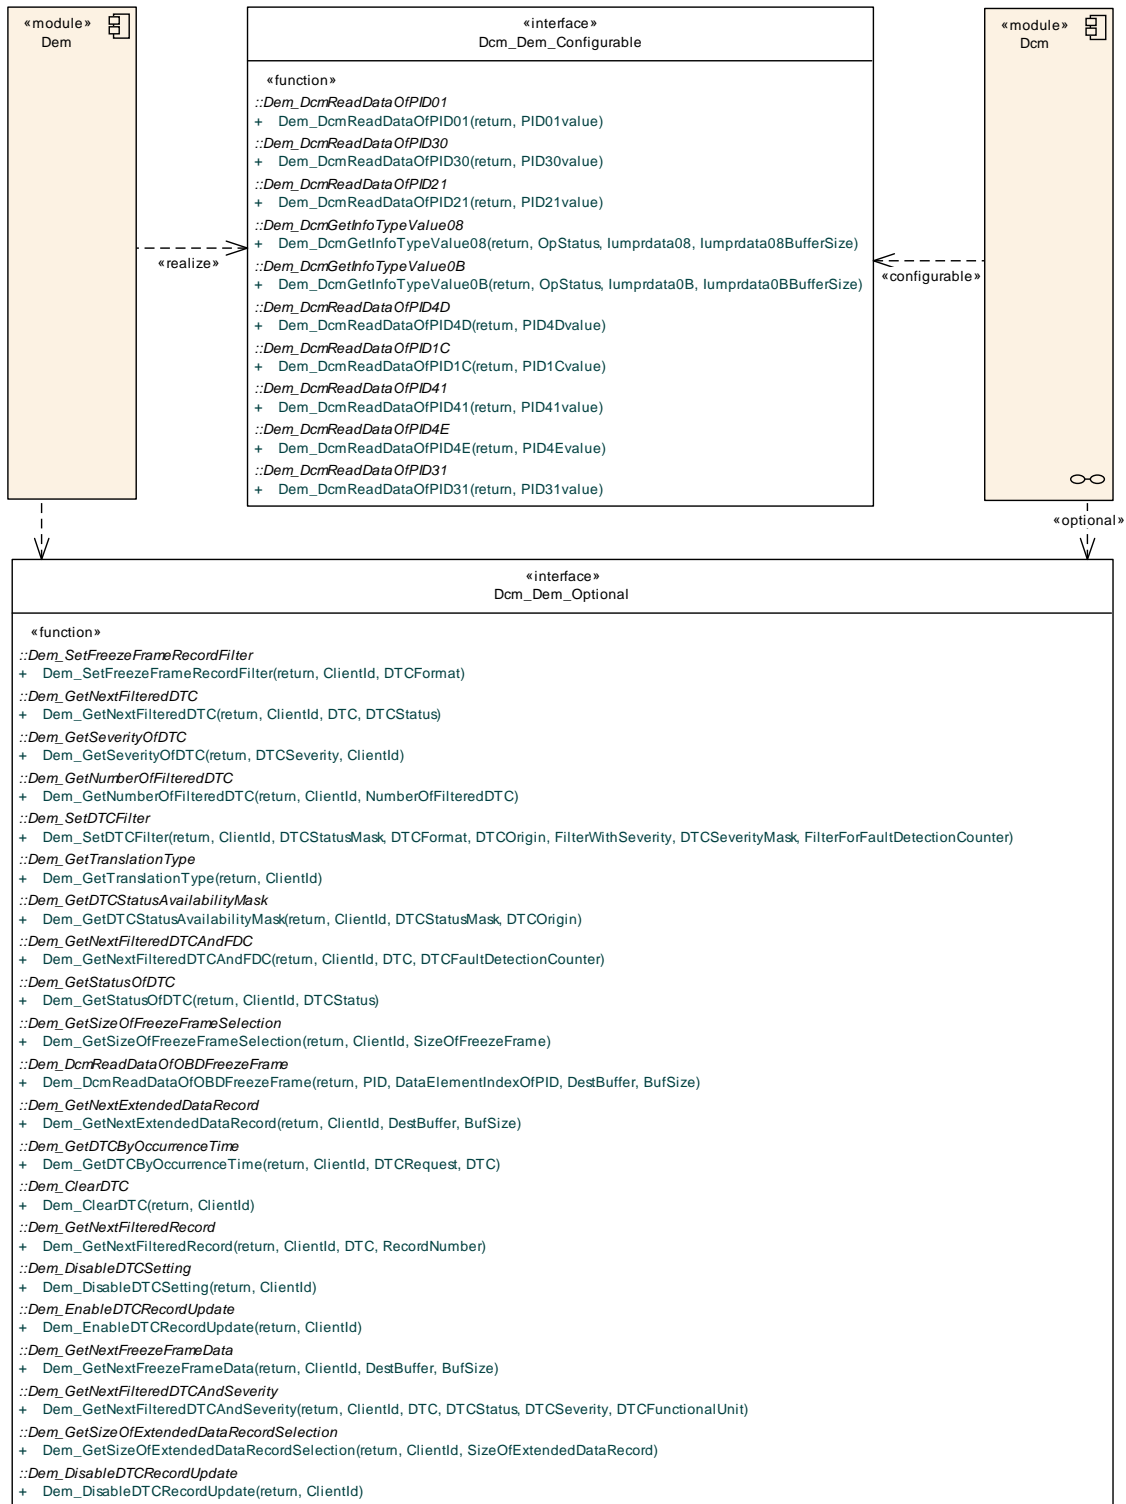 «module»
Dem
«interface»
Dcm_Dem_Configurable
«module»
Dcm
«function»
::Dem_DcmReadDataOfPID01
+ Dem_DcmReadDataOfPID01(return, PID01value)
::Dem_DcmReadDataOfPID30
+ Dem_DcmReadDataOfPID30(return, PID30value)
::Dem_DcmReadDataOfPID21
+ Dem_DcmReadDataOfPID21(return, PID21value)
::Dem_DcmGetInfoTypeValue08
+ Dem_DcmGetInfoTypeValue08(return, OpStatus, Iumprdata08, Iumprdata08BufferSize)
::Dem_DcmGetInfoTypeValue0B
+ Dem_DcmGetInfoTypeValue0B(return, OpStatus, Iumprdata0B, Iumprdata0BBufferSize)
::Dem_DcmReadDataOfPID4D
+ Dem_DcmReadDataOfPID4D(return, PID4Dvalue)
::Dem_DcmReadDataOfPID1C
+ Dem_DcmReadDataOfPID1C(return, PID1Cvalue)
::Dem_DcmReadDataOfPID41
+ Dem_DcmReadDataOfPID41(return, PID41value)
::Dem_DcmReadDataOfPID4E
+ Dem_DcmReadDataOfPID4E(return, PID4Evalue)
::Dem_DcmReadDataOfPID31
+ Dem_DcmReadDataOfPID31(return, PID31value)
«realize»
«configurable»
«optional»
«interface»
Dcm_Dem_Optional
«function»
::Dem_SetFreezeFrameRecordFilter
+ Dem_SetFreezeFrameRecordFilter(return, ClientId, DTCFormat)
::Dem_GetNextFilteredDTC
+ Dem_GetNextFilteredDTC(return, ClientId, DTC, DTCStatus)
::Dem_GetSeverityOfDTC
+ Dem_GetSeverityOfDTC(return, DTCSeverity, ClientId)
::Dem_GetNumberOfFilteredDTC
+ Dem_GetNumberOfFilteredDTC(return, ClientId, NumberOfFilteredDTC)
::Dem_SetDTCFilter
+ Dem_SetDTCFilter(return, ClientId, DTCStatusMask, DTCFormat, DTCOrigin, FilterWithSeverity, DTCSeverityMask, FilterForFaultDetectionCounter)
::Dem_GetTranslationType
+ Dem_GetTranslationType(return, ClientId)
::Dem_GetDTCStatusAvailabilityMask
+ Dem_GetDTCStatusAvailabilityMask(return, ClientId, DTCStatusMask, DTCOrigin)
::Dem_GetNextFilteredDTCAndFDC
+ Dem_GetNextFilteredDTCAndFDC(return, ClientId, DTC, DTCFaultDetectionCounter)
::Dem_GetStatusOfDTC
+ Dem_GetStatusOfDTC(return, ClientId, DTCStatus)
::Dem_GetSizeOfFreezeFrameSelection
+ Dem_GetSizeOfFreezeFrameSelection(return, ClientId, SizeOfFreezeFrame)
::Dem_DcmReadDataOfOBDFreezeFrame
+ Dem_DcmReadDataOfOBDFreezeFrame(return, PID, DataElementIndexOfPID, DestBuffer, BufSize)
::Dem_GetNextExtendedDataRecord
+ Dem_GetNextExtendedDataRecord(return, ClientId, DestBuffer, BufSize)
::Dem_GetDTCByOccurrenceTime
+ Dem_GetDTCByOccurrenceTime(return, ClientId, DTCRequest, DTC)
::Dem_ClearDTC
+ Dem_ClearDTC(return, ClientId)
::Dem_GetNextFilteredRecord
+ Dem_GetNextFilteredRecord(return, ClientId, DTC, RecordNumber)
::Dem_DisableDTCSetting
+ Dem_DisableDTCSetting(return, ClientId)
::Dem_EnableDTCRecordUpdate
+ Dem_EnableDTCRecordUpdate(return, ClientId)
::Dem_GetNextFreezeFrameData
+ Dem_GetNextFreezeFrameData(return, ClientId, DestBuffer, BufSize)
::Dem_GetNextFilteredDTCAndSeverity
+ Dem_GetNextFilteredDTCAndSeverity(return, ClientId, DTC, DTCStatus, DTCSeverity, DTCFunctionalUnit)
::Dem_GetSizeOfExtendedDataRecordSelection
+ Dem_GetSizeOfExtendedDataRecordSelection(return, ClientId, SizeOfExtendedDataRecord)
::Dem_DisableDTCRecordUpdate
+ Dem_DisableDTCRecordUpdate(return, ClientId)